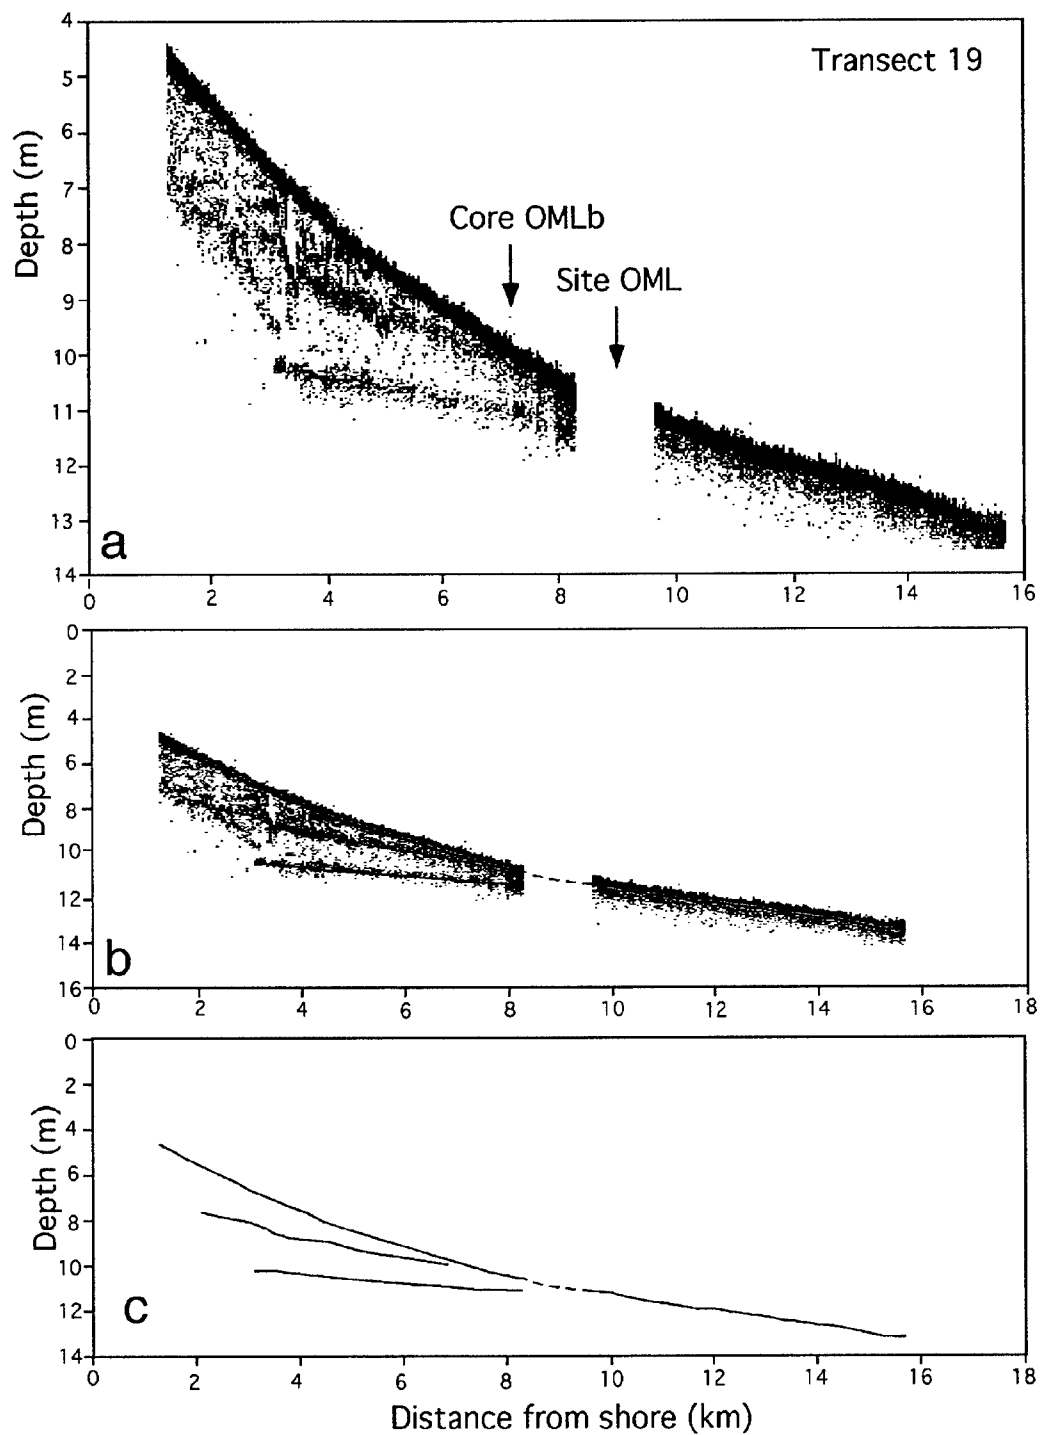 Transect 19
Depth (m)
4
5
6
7
8
9
10
11
12
13
14
Core OMLb
Site OML
a
0 2 4 6 8 10 12 14 16
Depth (m)
0
2
4
6
8
10
12
14
16
b
0 2 4 6 8 10 12 14 16 18
Depth (m)
0
2
4
6
8
10
12
14
c
0 2 4 6 8 10 12 14 16 18
Distance from shore (km)